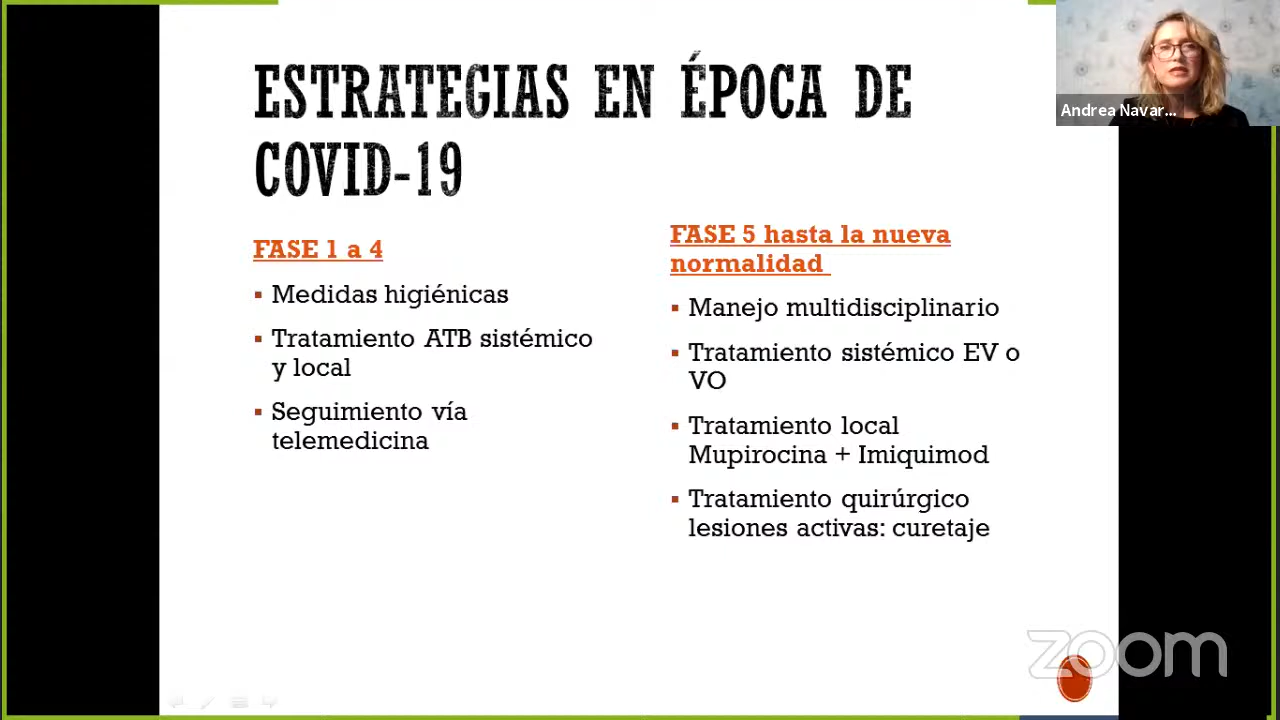 ESTRATEGIAS EN ÉPOCA DE
COVID-19
FASE 1 a 4
▪ Medidas higiénicas
▪ Tratamiento ATB sistémico
y local
▪ Seguimiento vía
telemedicina
FASE 5 hasta la nueva
normalidad
▪ Manejo multidisciplinario
▪ Tratamiento sistémico EV o
VO
▪ Tratamiento local
Mupirocina + Imiquimod
▪ Tratamiento quirúrgico
lesiones activas: curetaje
Andrea Navar...
zoom